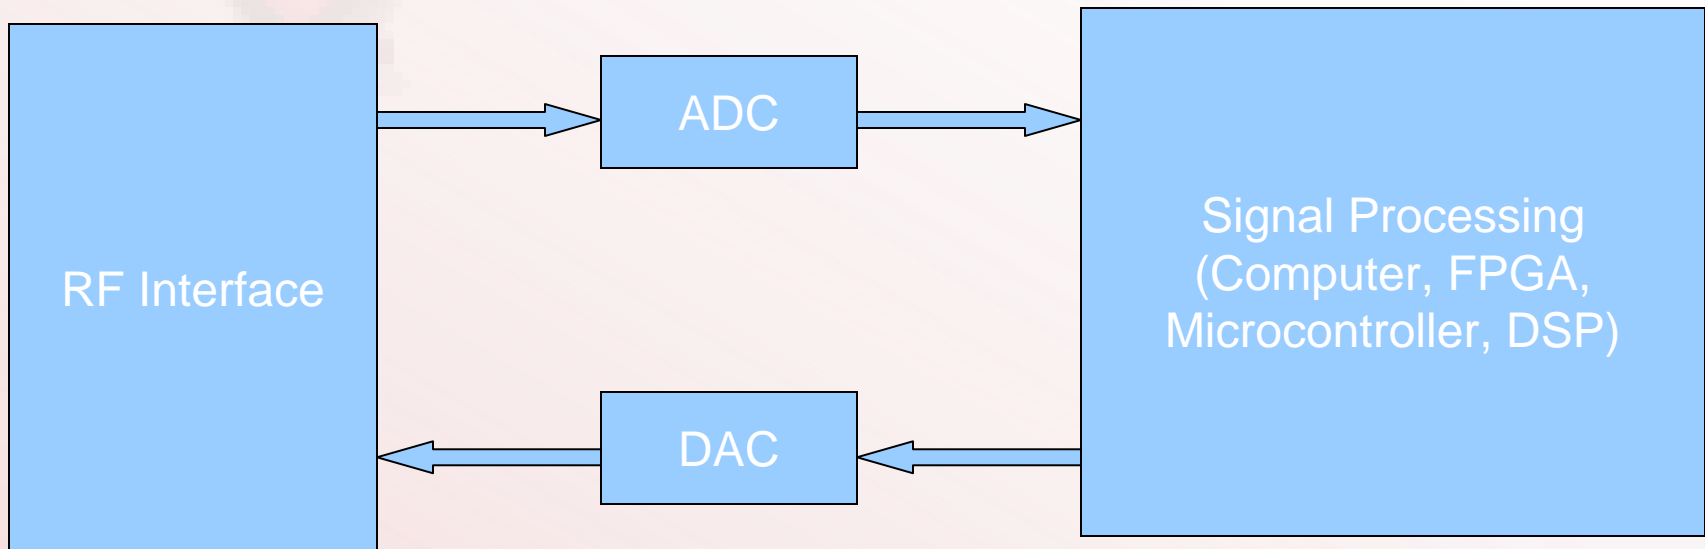 RF Interface
ADC
Signal Processing
(Computer, FPGA,
Microcontroller, DSP)
DAC